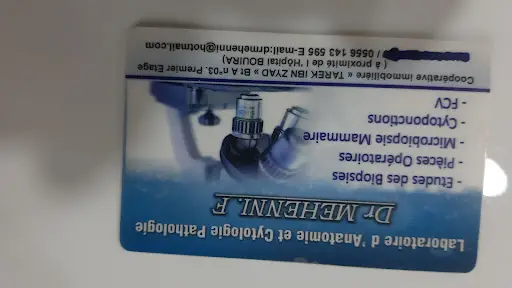 Laboratoire d 'Anatomie et Cytologie Pathologie
Dr MEHENNI. F
- Etudes des Biopsies
- Pièces Opératoires
- Microbiopsie Mammaire
- Cytoponctions
- FCV
Coopérative immobilière « TAREK IBN ZYAD » Bt A n°03. Premier Etage
( à proximité de l 'Hôpital BOUIRA)
/ 0556 143 595 E-mail:drmehenni@hotmail.com